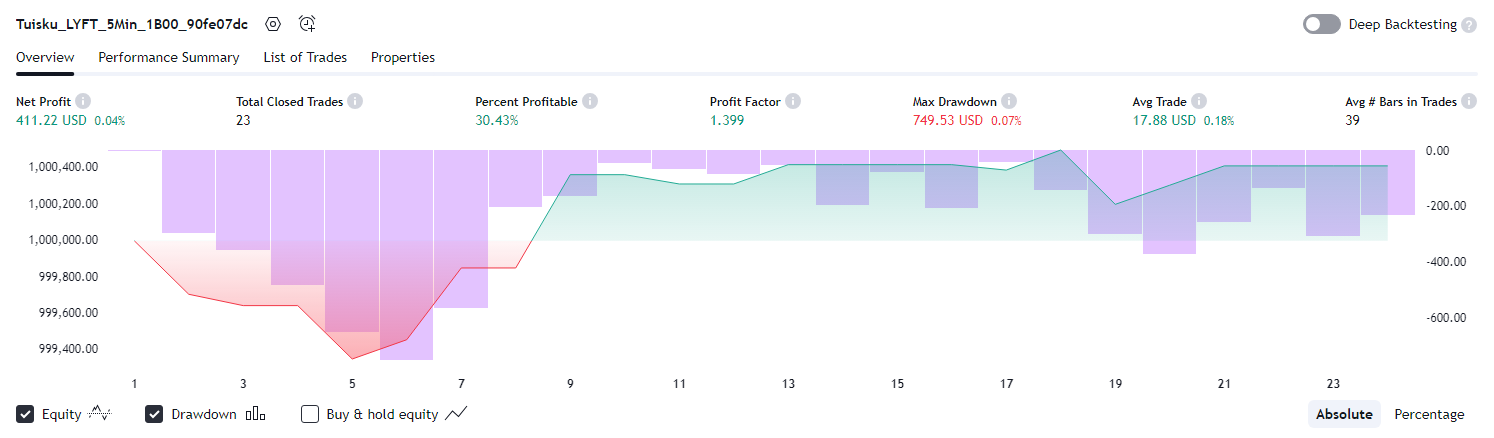 Tuisku_LYFT_5Min_1B00_90fe07dc
Deep Backtesting ?
Overview Performance Summary List of Trades Properties
Net Profit i Total Closed Trades i Percent Profitable i Profit Factor i Max Drawdown i Avg Trade i Avg # Bars in Trades i
411.22 USD 0.04% 23 30.43% 1.399 749.53 USD 0.07% 17.88 USD 0.18% 39
0.00
1,000,400.00
1,000,200.00 -200.00
1,000,000.00
-400.00
999,800.00
999,600.00 -600.00
999,400.00
1 3 5 7 9 11 13 15 17 19 21 23
Equity Drawdown Buy & hold equity Absolute Percentage